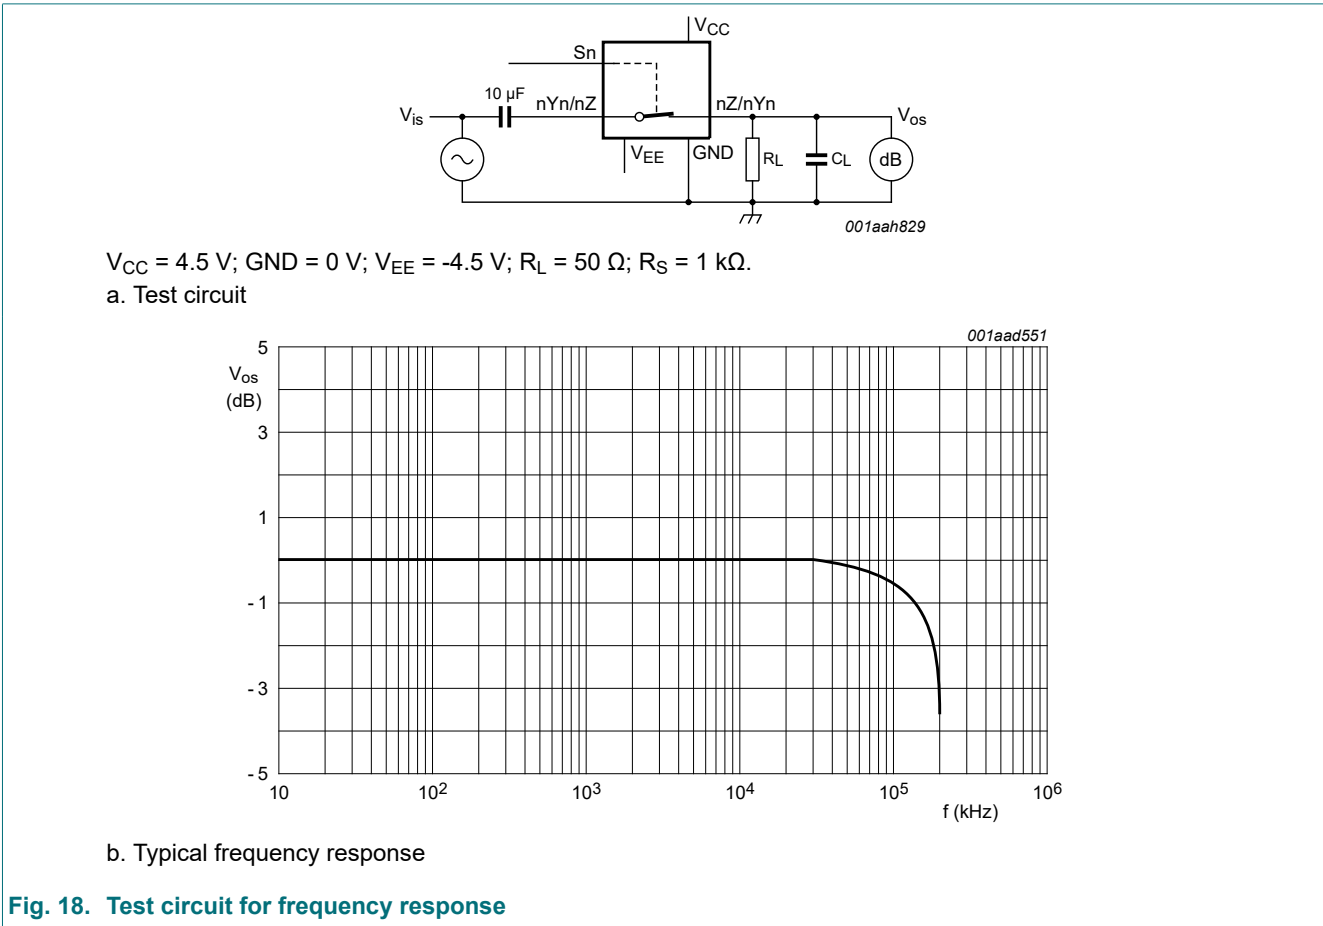 VCC
Sn
10 µF
nYn/nZ
nZ/nYn
Vis
Vos
VEE
GND
RL
CL
dB
001aah829
VCC = 4.5 V; GND = 0 V; VEE = -4.5 V; RL = 50 Ω; RS = 1 kΩ.
a. Test circuit
001aad551
5
Vos
(dB)
3
1
- 1
- 3
- 5
10
10²
10³
10⁴
10⁵
10⁶
f (kHz)
b. Typical frequency response
Fig. 18. Test circuit for frequency response